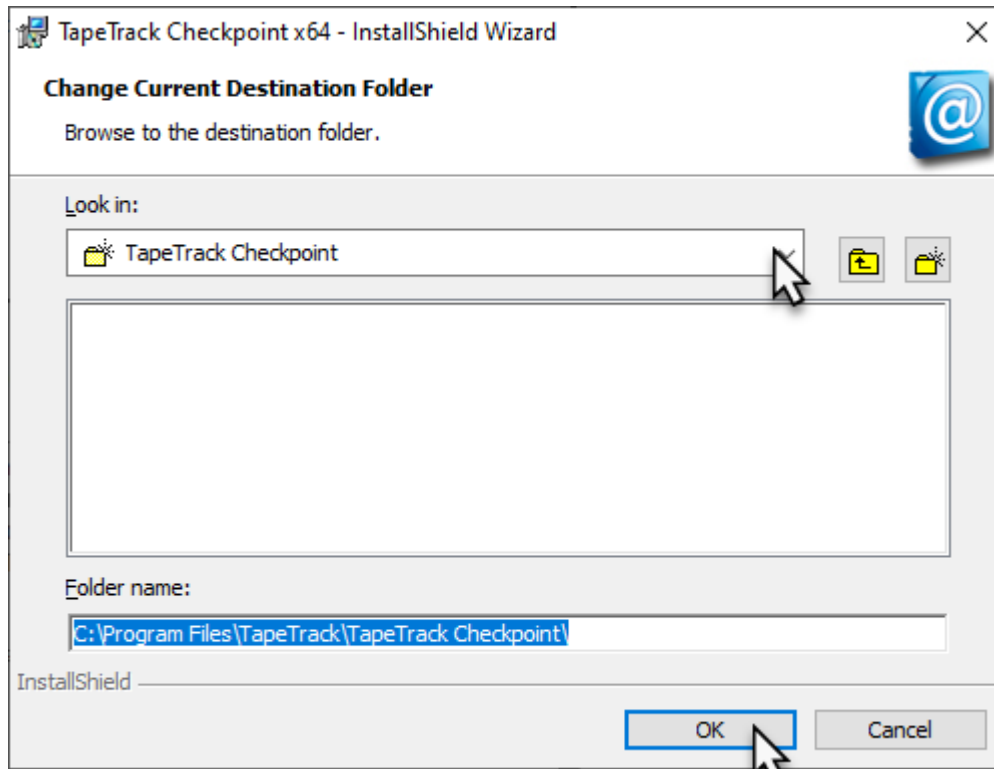 TapeTrack Checkpoint x64 - InstallShield Wizard
Change Current Destination Folder
Browse to the destination folder.
@
Look in:
TapeTrack Checkpoint
Folder name:
C:\Program Files\TapeTrack\TapeTrack Checkpoint\
InstallShield
OK
Cancel